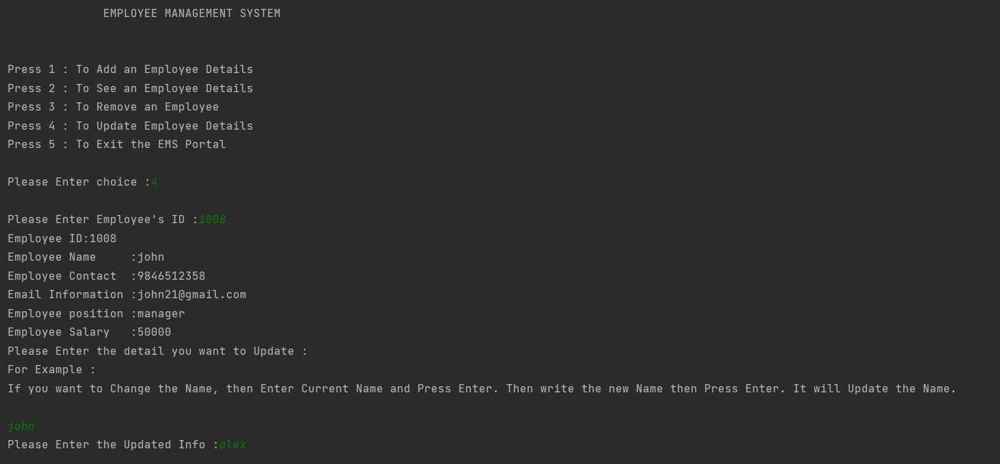 EMPLOYEE MANAGEMENT SYSTEM
Press 1 : To Add an Employee Details
Press 2 : To See an Employee Details
Press 3 : To Remove an Employee
Press 4 : To Update Employee Details
Press 5 : To Exit the EMS Portal
Please Enter choice :4
Please Enter Employee's ID :1008
Employee ID:1008
Employee Name     :john
Employee Contact  :9846512358
Email Information :john21@gmail.com
Employee position :manager
Employee Salary   :50000
Please Enter the detail you want to Update :
For Example :
If you want to Change the Name, then Enter Current Name and Press Enter. Then write the new Name then Press Enter. It will Update the Name.
john
Please Enter the Updated Info :alex